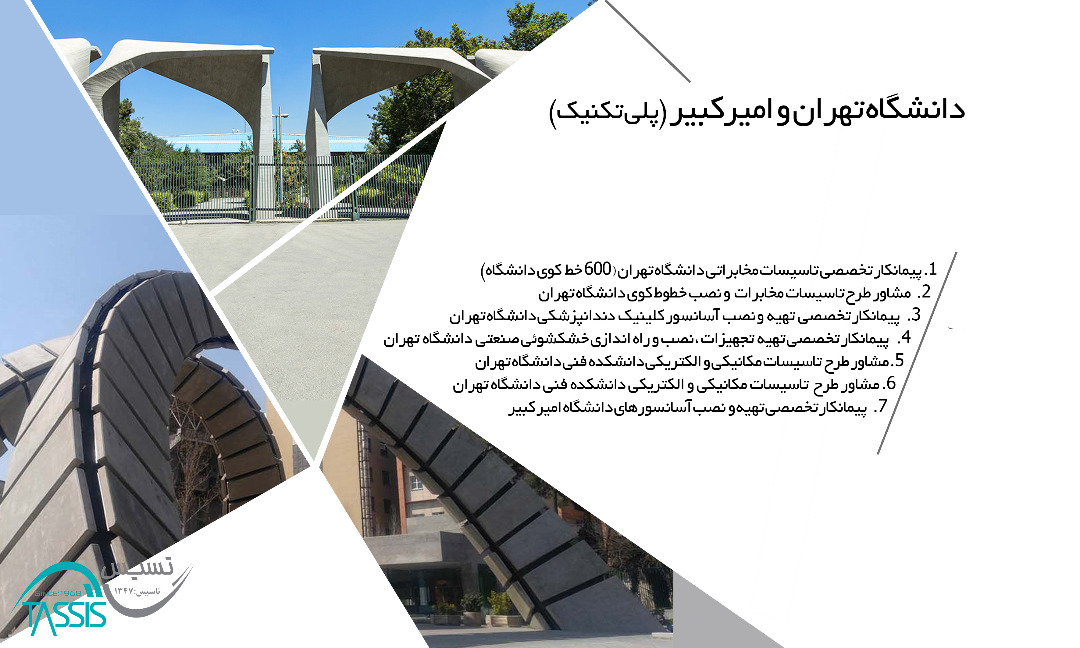 دانشگاه تهران و امیرکبیر (پلی تکنیک)
1. پیمانکار تخصصی تاسیسات مخابراتی دانشگاه تهران (600 خط کوی دانشگاه)
2. مشاور طرح تاسیسات مخابرات و نصب خطوط کوی دانشگاه تهران
3. پیمانکار تخصصی تهیه و نصب آسانسور کلینیک دندانپزشکی دانشگاه تهران
4. پیمانکار تخصصی تهیه تجهیزات، نصب و راه اندازی خشکشوئی صنعتی دانشگاه تهران
5. مشاور طرح تاسیسات مکانیکی و الکتریکی دانشکده فنی دانشگاه تهران
6. مشاور طرح تاسیسات مکانیکی و الکتریکی دانشکده فنی دانشگاه تهران
7. پیمانکار تخصصی تهیه و نصب آسانسورهای دانشگاه امیرکبیر
تسیس
تاسیس: ۱۳۴۷
SINCE:1968
TASSIS